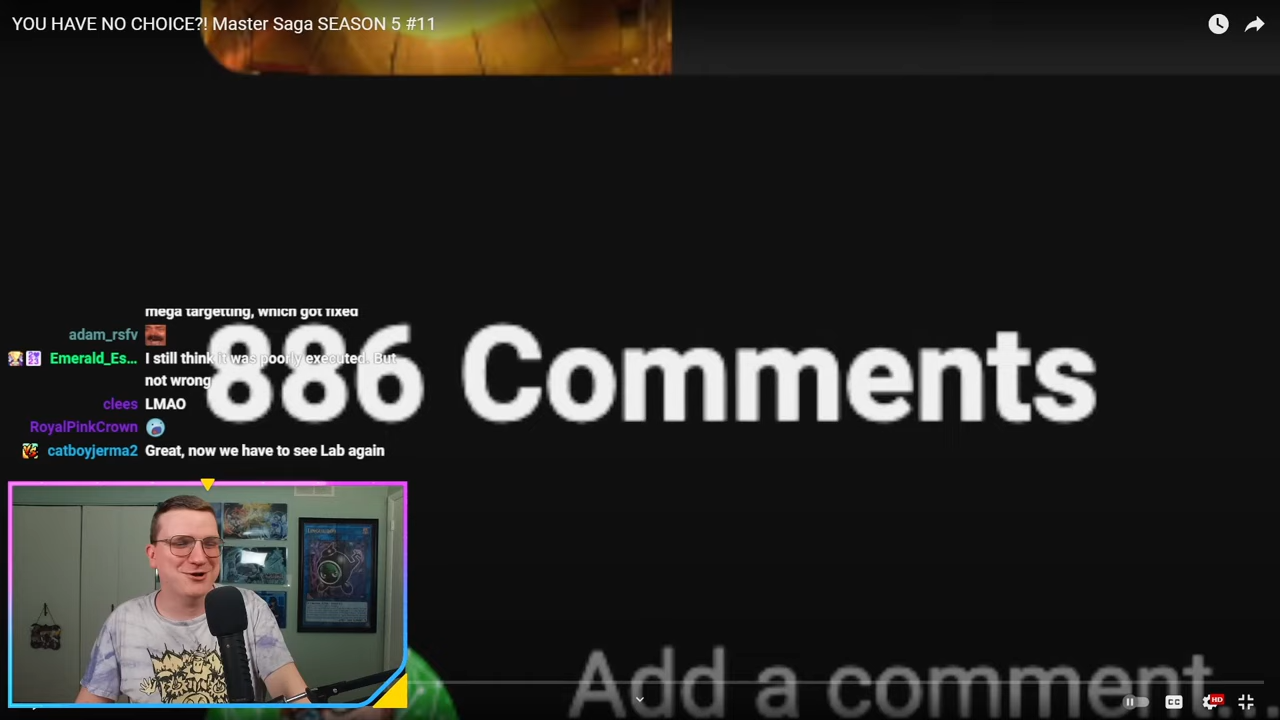 YOU HAVE NO CHOICE?! Master Saga SEASON 5 #11
mega targetting, which got fixed
adam_rsfv
Emerald_Es... I still think it was poorly executed. But
not wrong
clees LMAO
RoyalPinkCrown
catboyjerma2 Great, now we have to see Lab again
886 Comments
Add a comment...
CC
HD